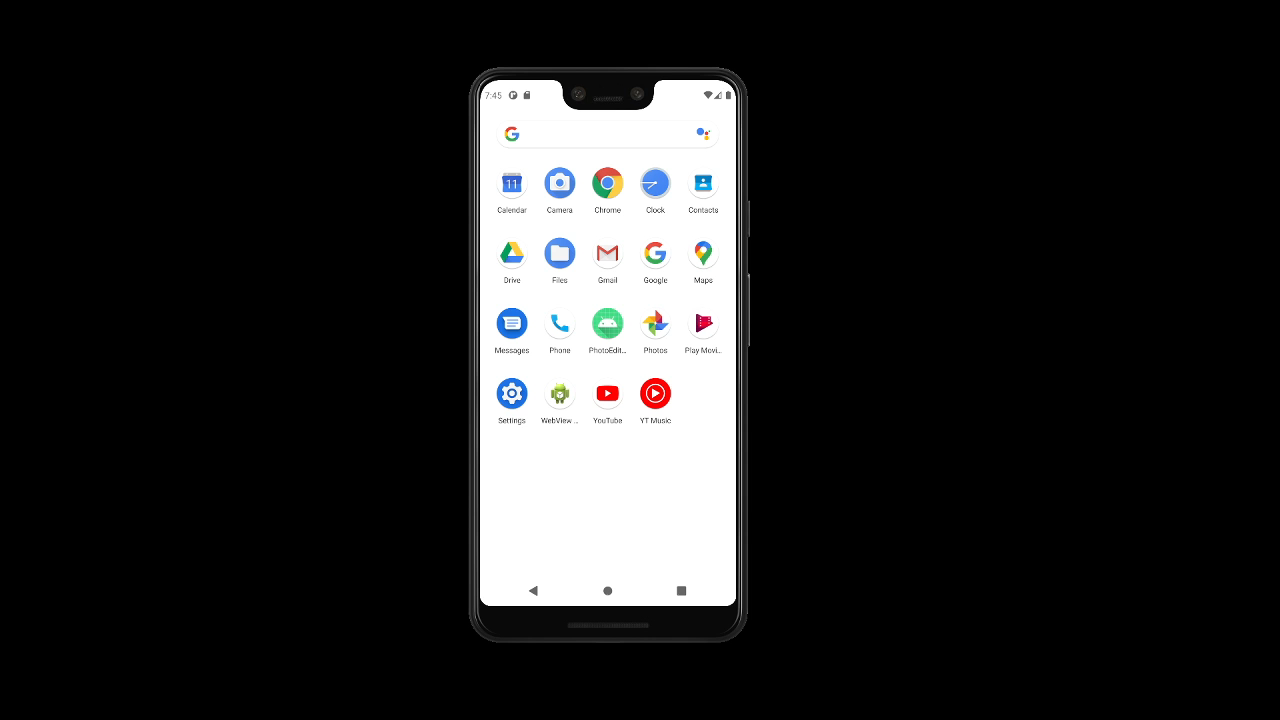 7:45
Calendar Camera Chrome Clock Contacts
Drive Files Gmail Google Maps
Messages Phone PhotoEdit... Photos Play Movi...
Settings WebView ... YouTube YT Music